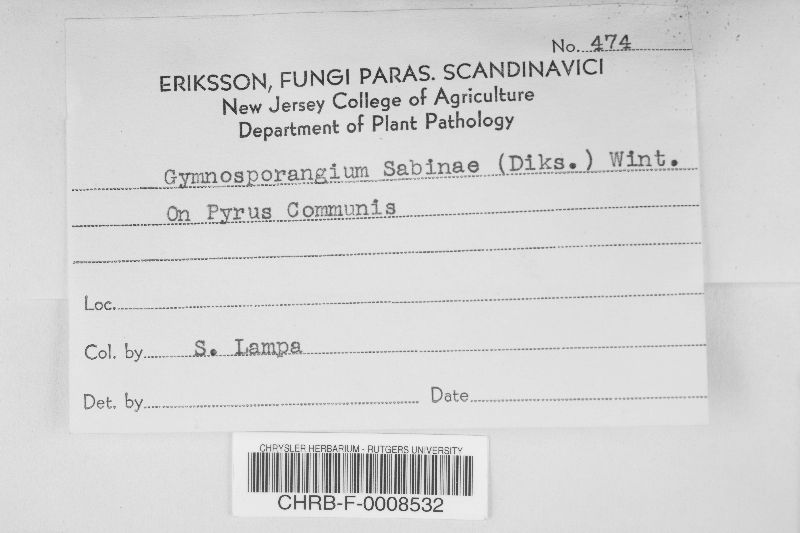 No. 474
ERIKSSON, FUNGI PARAS. SCANDINAVICI
New Jersey College of Agriculture
Department of Plant Pathology
Gymnosporangium Sabinae (Diks.) Wint.
On Pyrus Communis
Loc.
Col. by S. Lampa
Det. by Date
CHRYSLER HERBARIUM - RUTGERS UNIVERSITY
CHRB-F-0008532